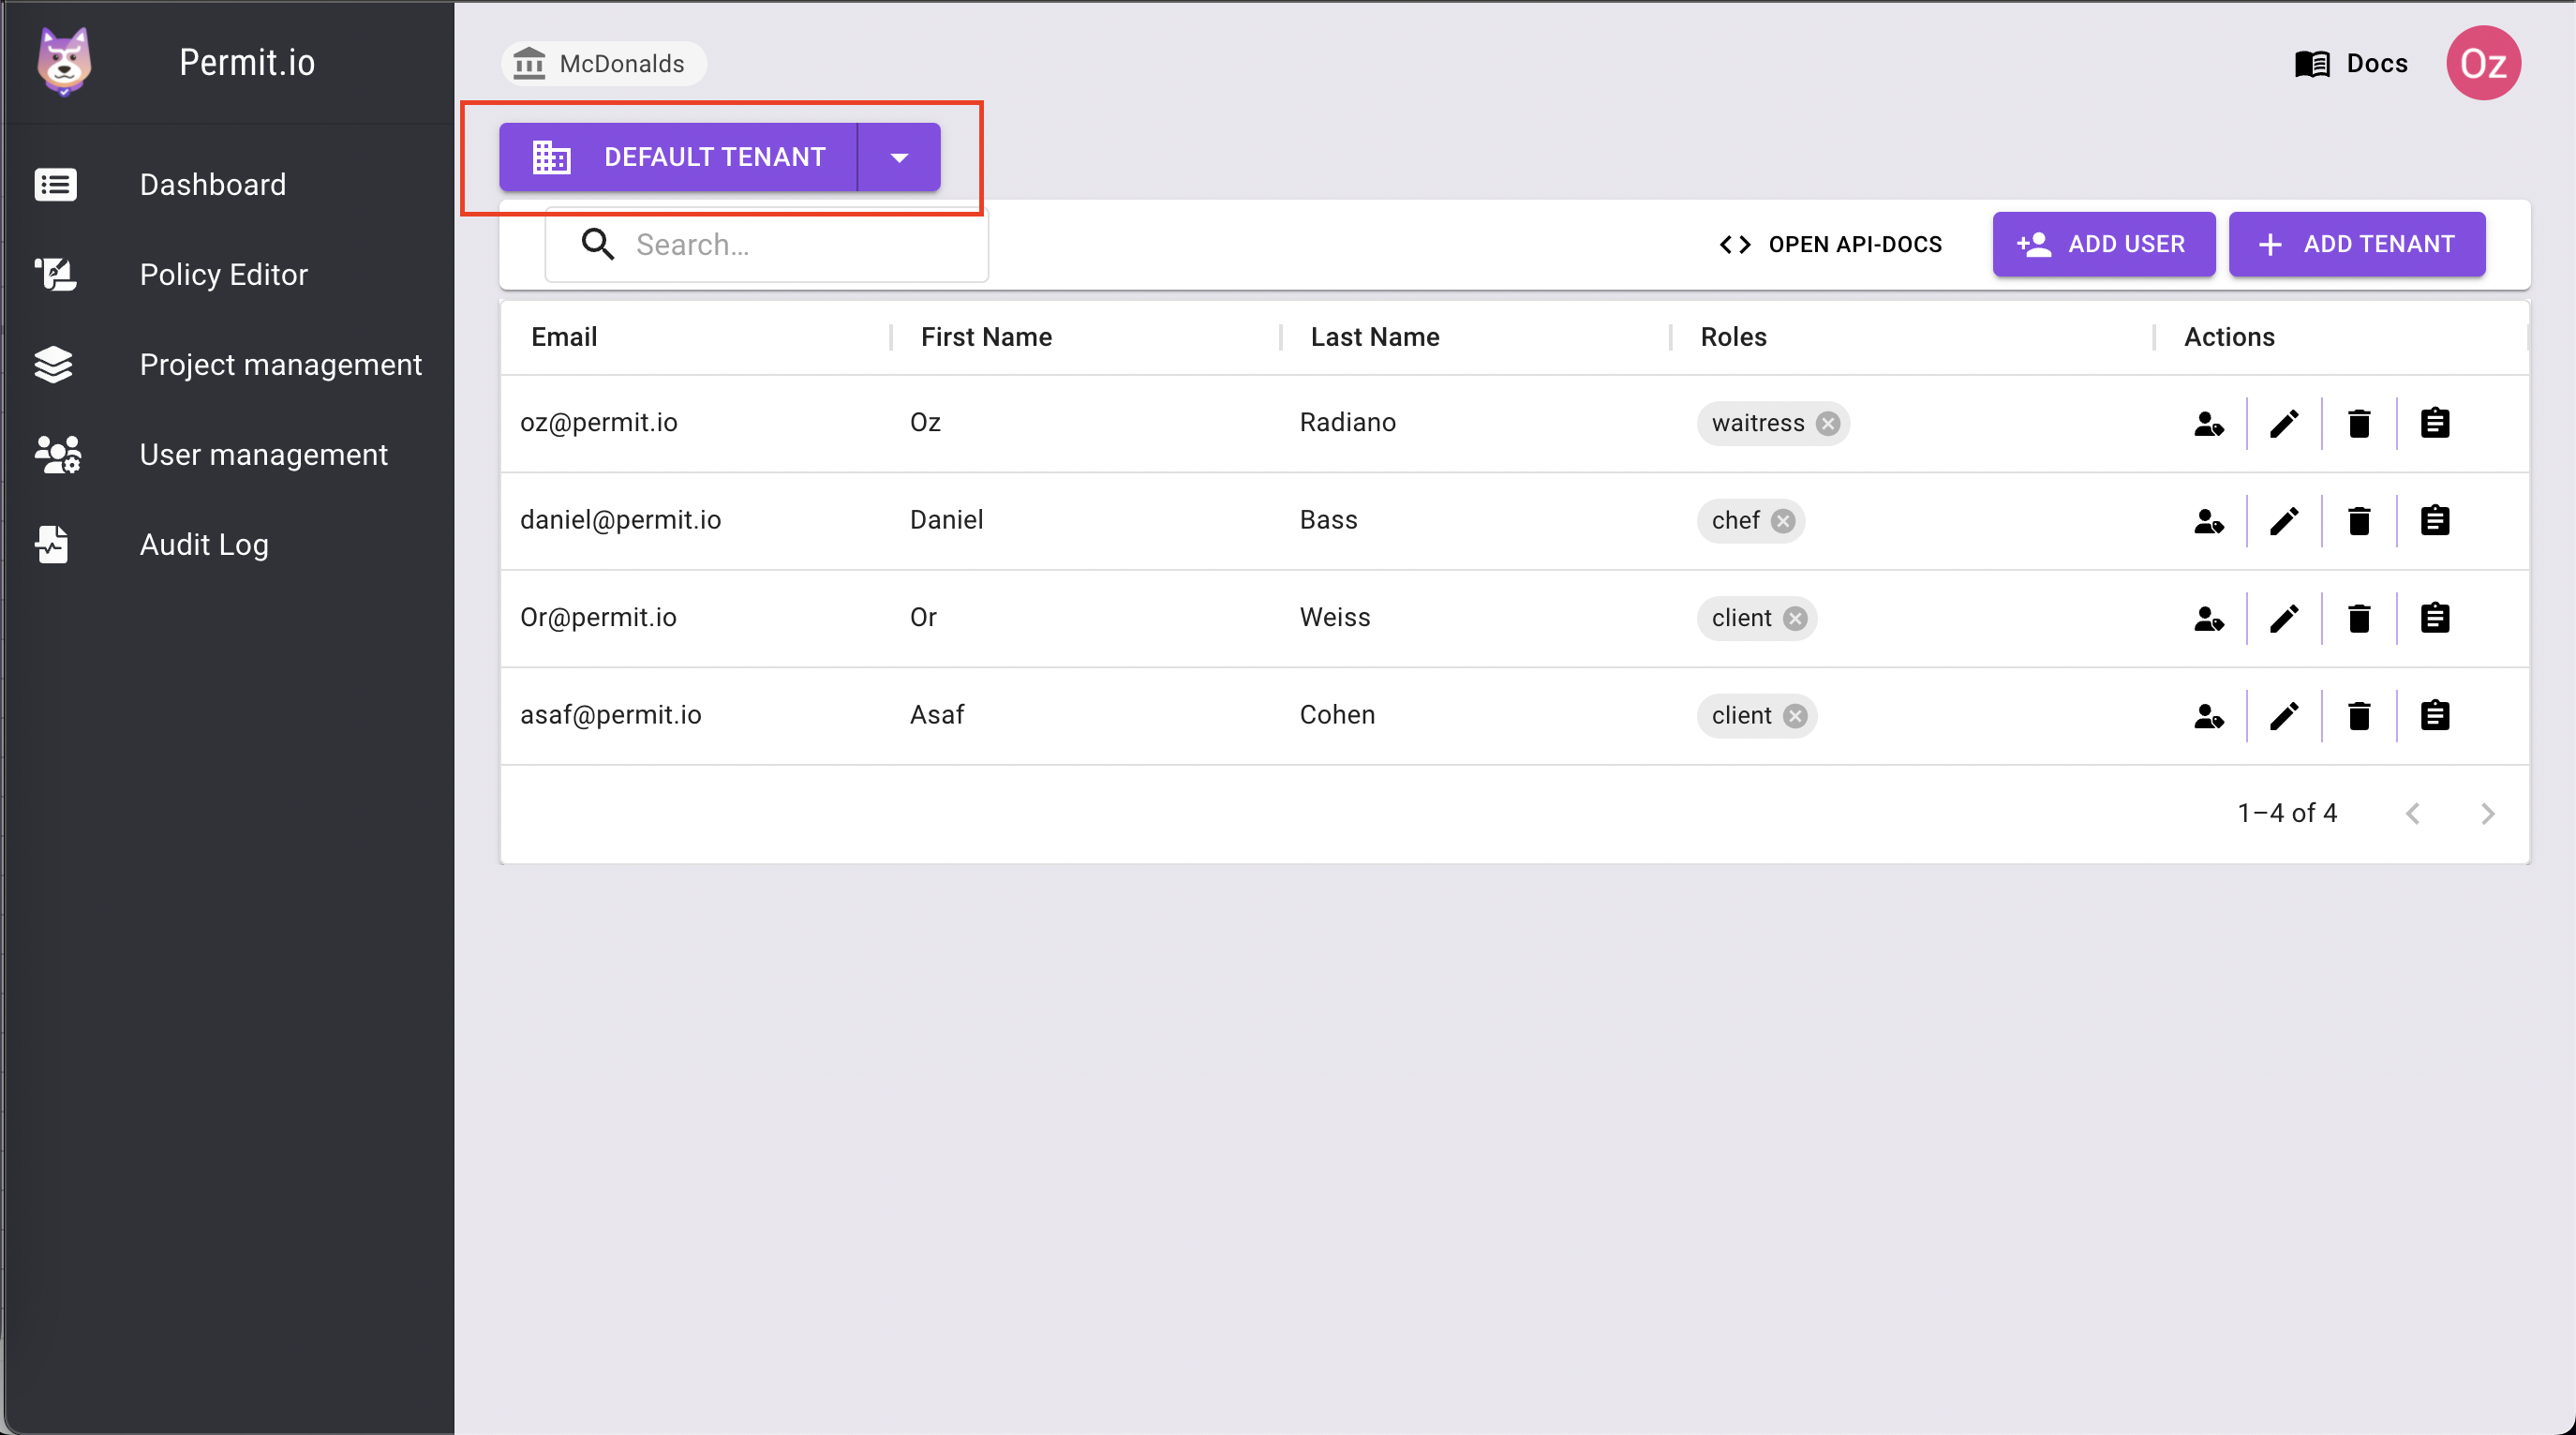 Permit.io
Dashboard
Policy Editor
Project management
User management
Audit Log
McDonalds
Docs
Oz
DEFAULT TENANT
Search...
<> OPEN API-DOCS
ADD USER
+ ADD TENANT
Email First Name Last Name Roles Actions
oz@permit.io Oz Radiano waitress
daniel@permit.io Daniel Bass chef
Or@permit.io Or Weiss client
asaf@permit.io Asaf Cohen client
1–4 of 4